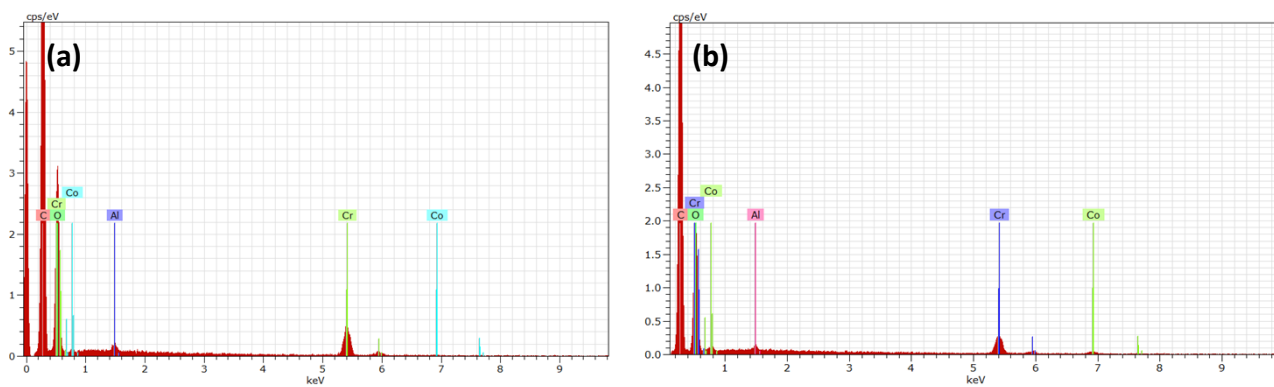 cps/eV
(a)
5
4
3
2
1
0
Co
Cr
C O Al Cr Co
0 1 2 3 4 5 6 7 8 9
keV
cps/eV
(b)
4.5
4.0
3.5
3.0
2.5
2.0
1.5
1.0
0.5
0.0
Co
Cr
C O Al Cr Co
1 2 3 4 5 6 7 8 9
keV